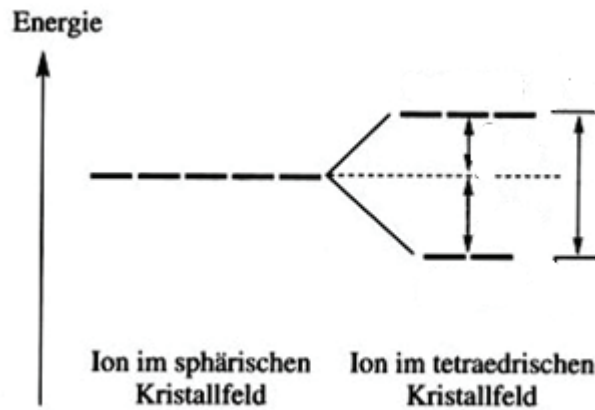 Energie
Ion im sphärischen
Kristallfeld
Ion im tetraedrischen
Kristallfeld